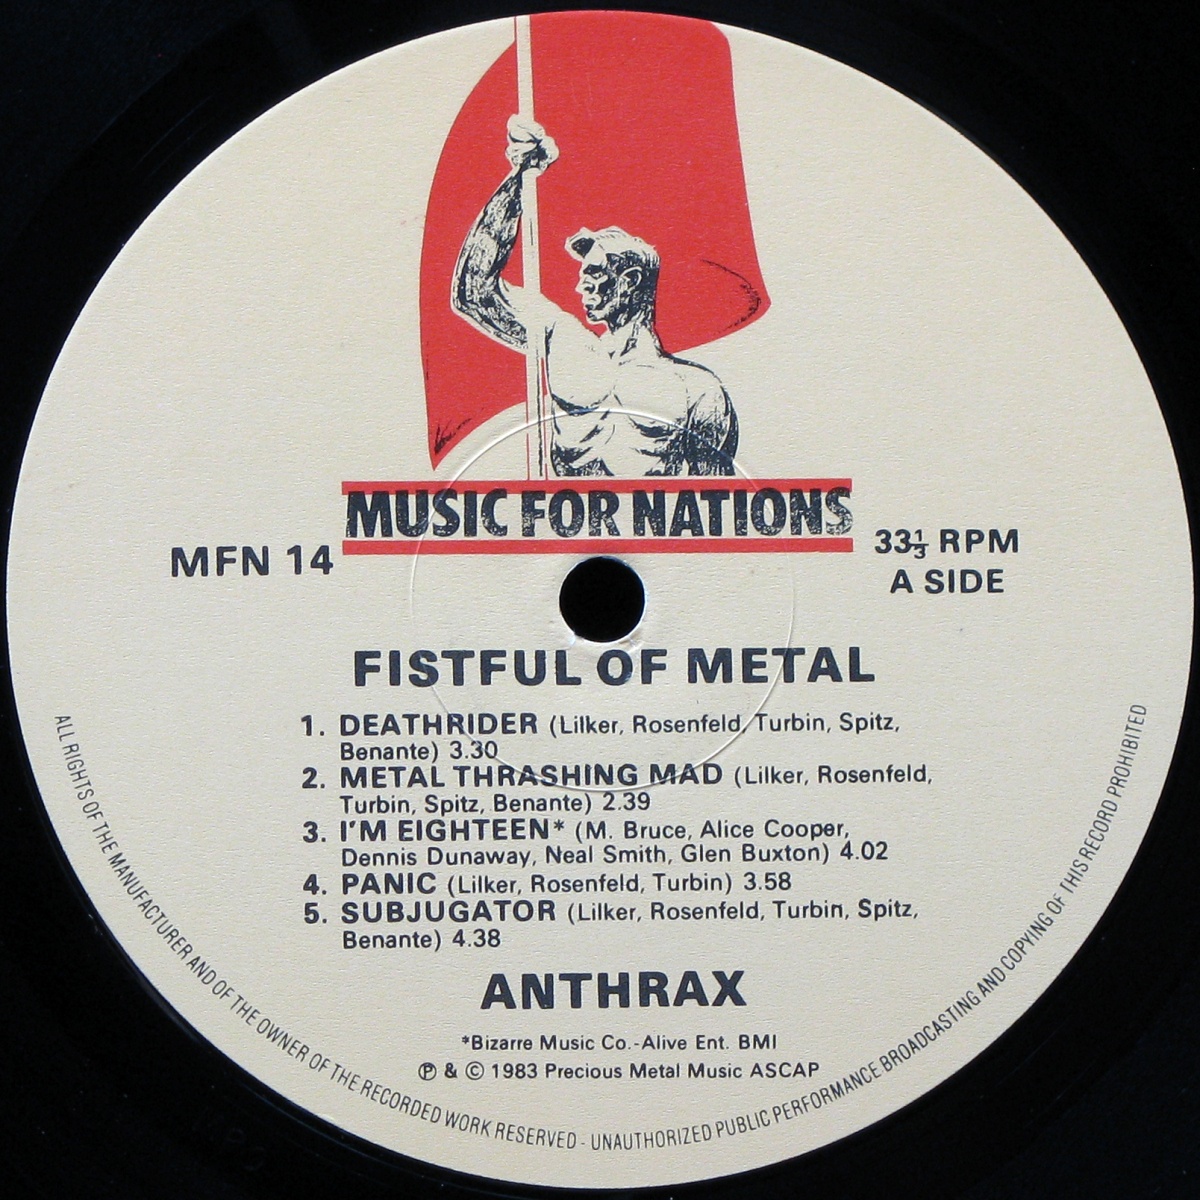 MUSIC FOR NATIONS
MFN 14
33⅓ RPM
A SIDE
FISTFUL OF METAL
1. DEATHRIDER (Lilker, Rosenfeld, Turbin, Spitz,
Benante) 3.30
2. METAL THRASHING MAD (Lilker, Rosenfeld,
Turbin, Spitz, Benante) 2.39
3. I'M EIGHTEEN* (M. Bruce, Alice Cooper,
Dennis Dunaway, Neal Smith, Glen Buxton) 4.02
4. PANIC (Lilker, Rosenfeld, Turbin) 3.58
5. SUBJUGATOR (Lilker, Rosenfeld, Turbin, Spitz,
Benante) 4.38
ANTHRAX
*Bizarre Music Co.-Alive Ent. BMI
℗ & © 1983 Precious Metal Music ASCAP
ALL RIGHTS OF THE MANUFACTURER AND OF THE OWNER OF THE RECORDED WORK RESERVED - UNAUTHORIZED PUBLIC PERFORMANCE BROADCASTING AND COPYING OF THIS RECORD PROHIBITED